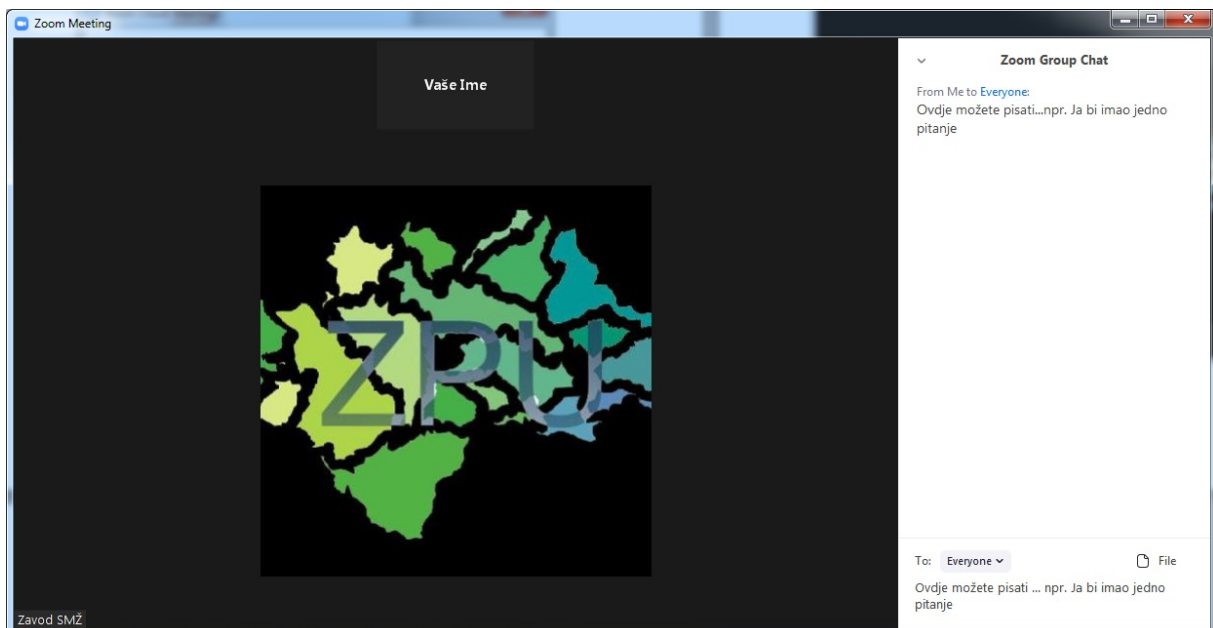 Zoom Meeting
Vaše Ime
ZPU
Zavod SMŽ
Zoom Group Chat
From Me to Everyone:
Ovdje možete pisati...npr. Ja bi imao jedno
pitanje
To: Everyone
File
Ovdje možete pisati ... npr. Ja bi imao jedno
pitanje